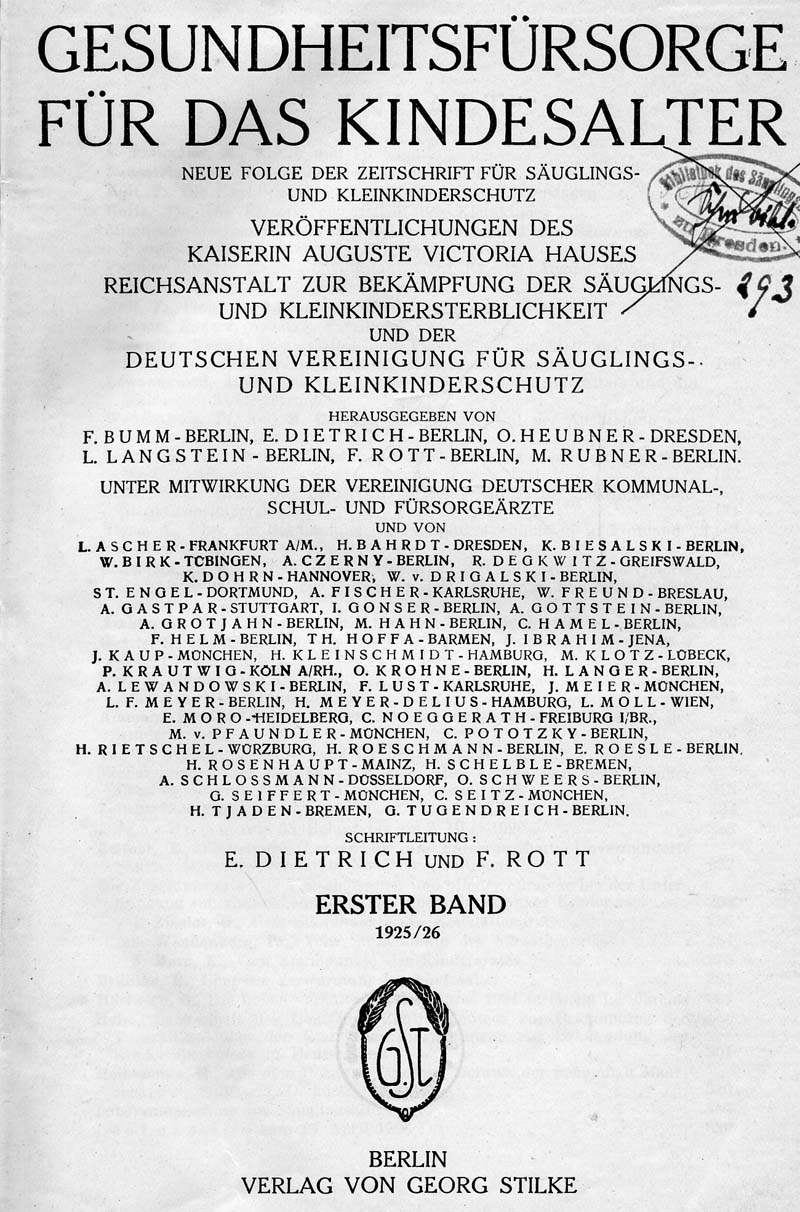 GESUNDHEITSFÜRSORGE
FÜR DAS KINDESALTER
NEUE FOLGE DER ZEITSCHRIFT FÜR SÄUGLINGS-
UND KLEINKINDERSCHUTZ
VERÖFFENTLICHUNGEN DES
KAISERIN AUGUSTE VICTORIA HAUSES
REICHSANSTALT ZUR BEKÄMPFUNG DER SÄUGLINGS-
UND KLEINKINDERSTERBLICHKEIT
UND DER
DEUTSCHEN VEREINIGUNG FÜR SÄUGLINGS-
UND KLEINKINDERSCHUTZ
Bibliothek des Säuglings
zu Dresden.
293
HERAUSGEGEBEN VON
F. BUMM-BERLIN, E. DIETRICH-BERLIN, O. HEUBNER-DRESDEN,
L. LANGSTEIN-BERLIN, F. ROTT-BERLIN, M. RUBNER-BERLIN.
UNTER MITWIRKUNG DER VEREINIGUNG DEUTSCHER KOMMUNAL-,
SCHUL- UND FÜRSORGEÄRZTE
UND VON
L. ASCHER-FRANKFURT A/M., H. BAHRDT-DRESDEN, K. BIESALSKI-BERLIN,
W. BIRK-TÜBINGEN, A. CZERNY-BERLIN, R. DEGKWITZ-GREIFSWALD,
K. DOHRN-HANNOVER, W. v. DRIGALSKI-BERLIN,
ST. ENGEL-DORTMUND, A. FISCHER-KARLSRUHE, W. FREUND-BRESLAU,
A. GASTPAR-STUTTGART, I. GONSER-BERLIN, A. GOTTSTEIN-BERLIN,
A. GROTJAHN-BERLIN, M. HAHN-BERLIN, C. HAMEL-BERLIN,
F. HELM-BERLIN, TH. HOFFA-BARMEN, J. IBRAHIM-JENA,
J. KAUP-MÜNCHEN, H. KLEINSCHMIDT-HAMBURG, M. KLOTZ-LÜBECK,
P. KRAUTWIG-KÖLN A/RH., O. KROHNE-BERLIN, H. LANGER-BERLIN,
A. LEWANDOWSKI-BERLIN, F. LUST-KARLSRUHE, J. MEIER-MÜNCHEN,
L. F. MEYER-BERLIN, H. MEYER-DELIUS-HAMBURG, L. MOLL-WIEN,
E. MORO-HEIDELBERG, C. NOEGGERATH-FREIBURG I/BR.,
M. v. PFAUNDLER-MÜNCHEN, C. POTOTZKY-BERLIN,
H. RIETSCHEL-WÜRZBURG, H. ROESCHMANN-BERLIN, E. ROESLE-BERLIN,
H. ROSENHAUPT-MAINZ, H. SCHELBLE-BREMEN,
A. SCHLOSSMANN-DÜSSELDORF, O. SCHWEERS-BERLIN,
G. SEIFFERT-MÜNCHEN, C. SEITZ-MÜNCHEN,
H. TJADEN-BREMEN, G. TUGENDREICH-BERLIN.
SCHRIFTLEITUNG:
E. DIETRICH UND F. ROTT
ERSTER BAND
1925/26
G. St.
BERLIN
VERLAG VON GEORG STILKE